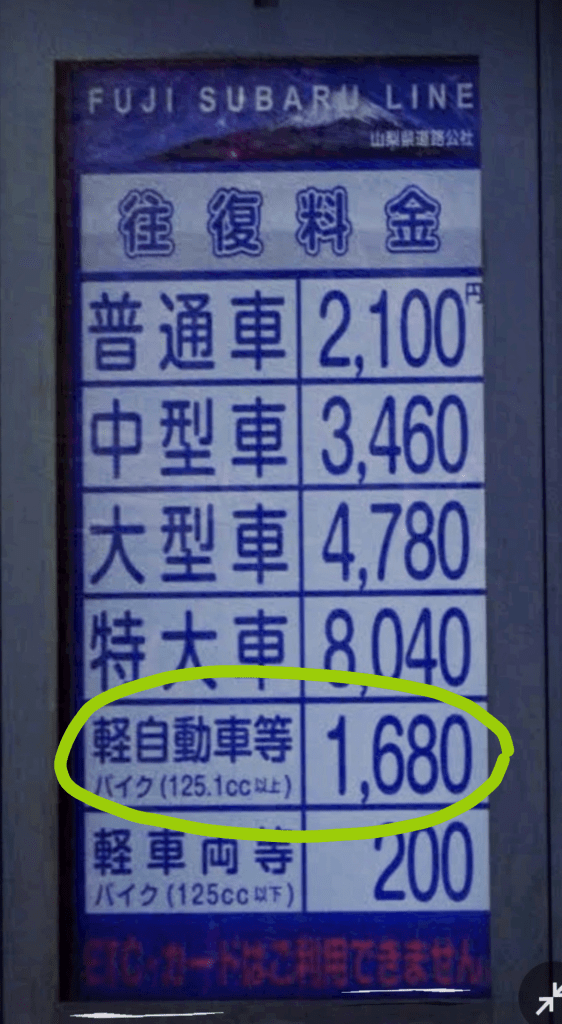 FUJI SUBARU LINE
山梨県道路公社
往復料金
普通車 2,100円
中型車 3,460
大型車 4,780
特大車 8,040
軽自動車等 1,680
バイク(125.1cc以上)
軽車両等 200
バイク(125cc以下)
ETC・カードはご利用できません